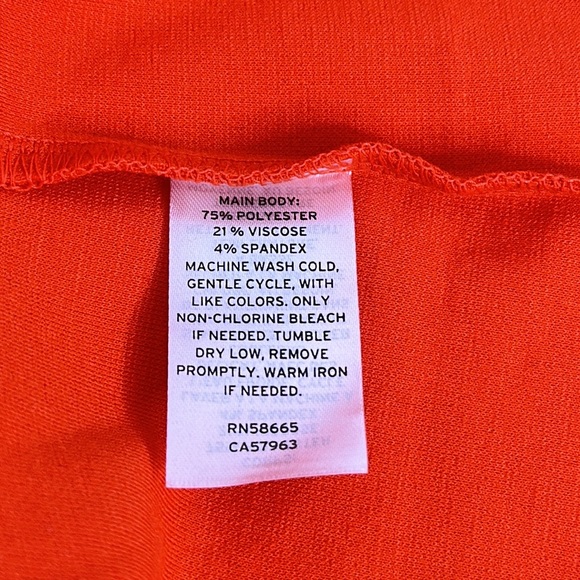 MAIN BODY:
75% POLYESTER
21% VISCOSE
4% SPANDEX
MACHINE WASH COLD,
GENTLE CYCLE, WITH
LIKE COLORS. ONLY
NON-CHLORINE BLEACH
IF NEEDED. TUMBLE
DRY LOW, REMOVE
PROMPTLY. WARM IRON
IF NEEDED.
RN58665
CA57963